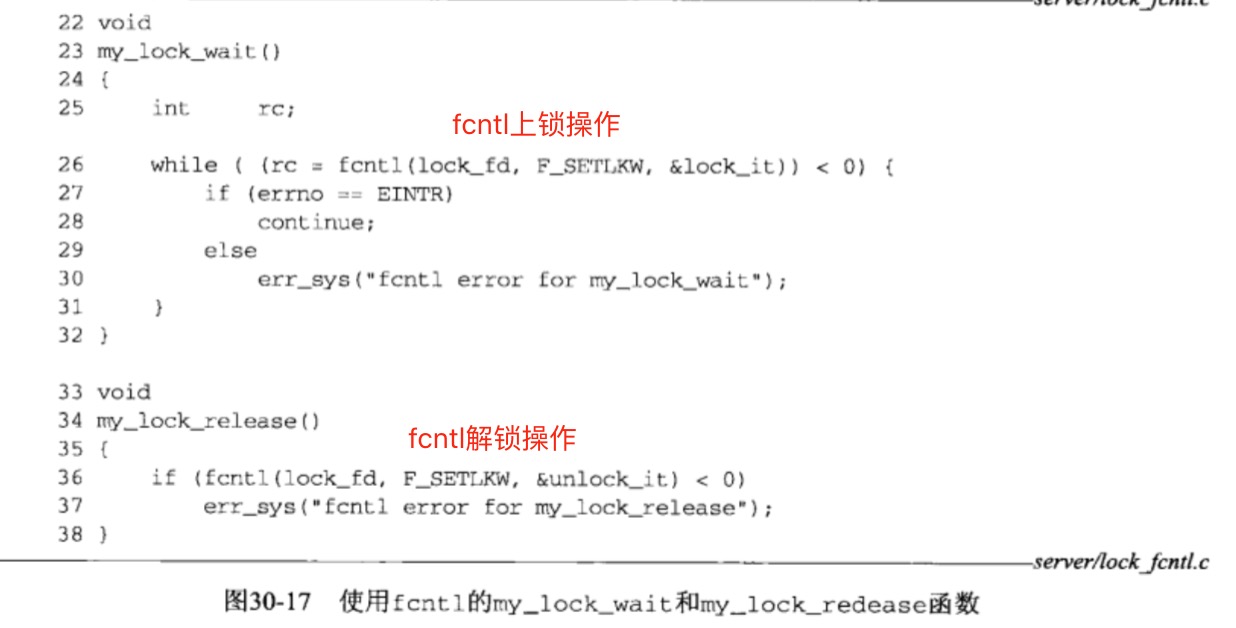 server/lock_fcntl.c
22 void
23 my_lock_wait()
24 {
25     int     rc;
fcntl上锁操作
26     while ( (rc = fcntl(lock_fd, F_SETLKW, &lock_it)) < 0) {
27         if (errno == EINTR)
28             continue;
29         else
30             err_sys("fcntl error for my_lock_wait");
31     }
32 }
33 void
34 my_lock_release()
fcntl解锁操作
35 {
36     if (fcntl(lock_fd, F_SETLKW, &unlock_it) < 0)
37         err_sys("fcntl error for my_lock_release");
38 }
server/lock_fcntl.c
图30-17 使用fcntl的my_lock_wait和my_lock_redease函数